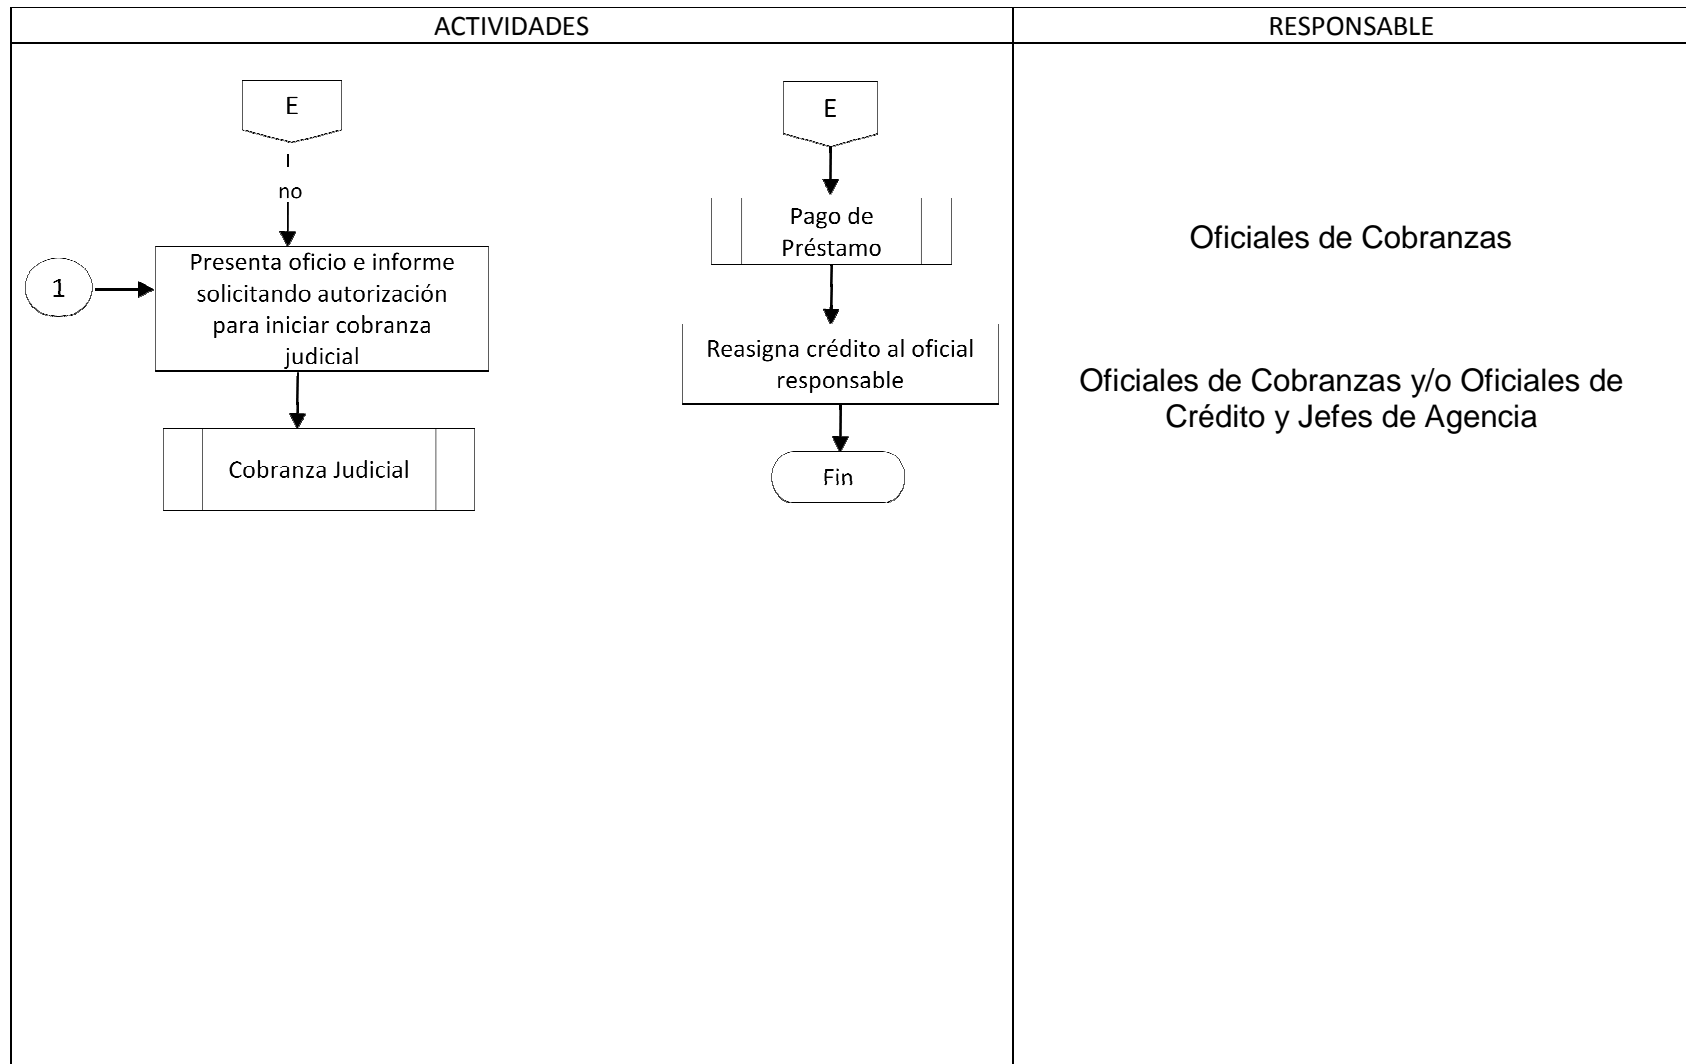 ACTIVIDADES
RESPONSABLE
E
no
1
Presenta oficio e informe
solicitando autorización
para iniciar cobranza
judicial
Cobranza Judicial
E
Pago de
Préstamo
Reasigna crédito al oficial
responsable
Fin
Oficiales de Cobranzas
Oficiales de Cobranzas y/o Oficiales de
Crédito y Jefes de Agencia